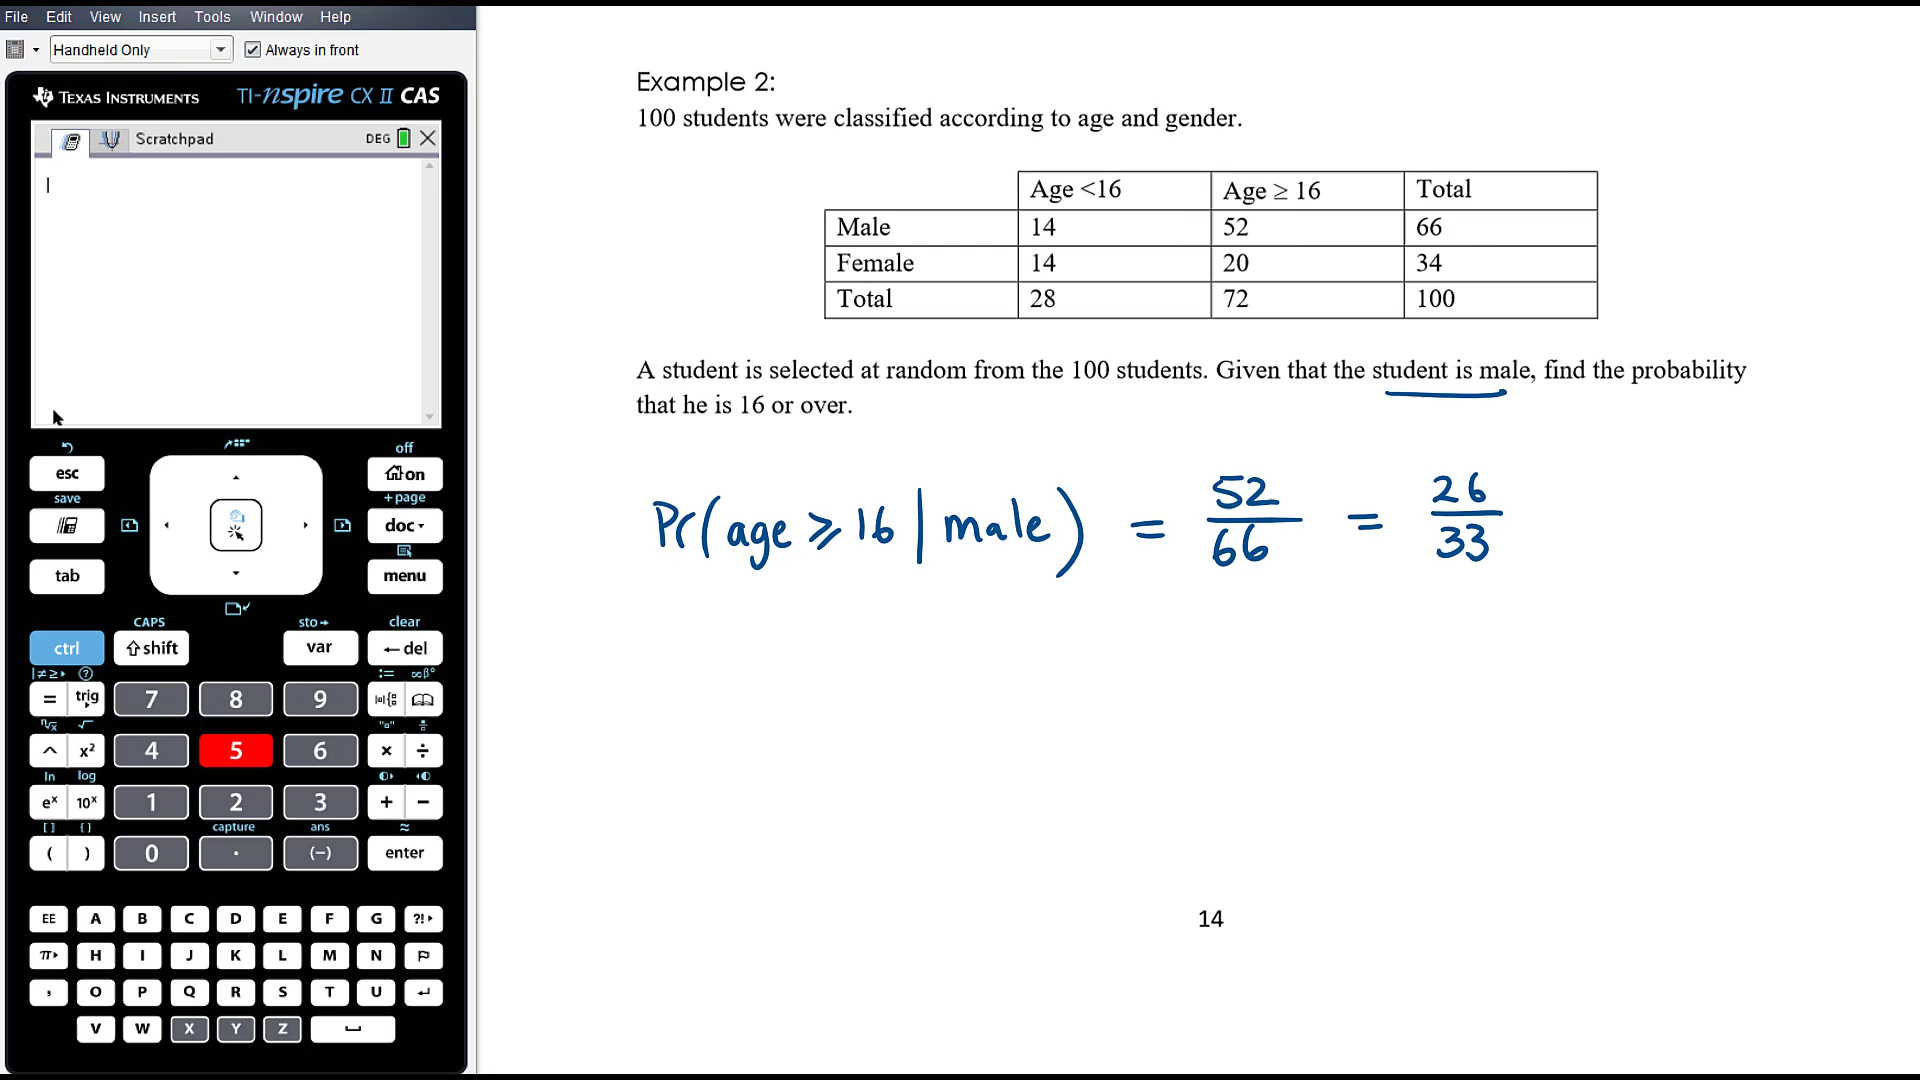 File Edit View Insert Tools Window Help
Handheld Only Always in front
TEXAS INSTRUMENTS TI-nspire CX II CAS
Scratchpad DEG
Example 2:
100 students were classified according to age and gender.
Age <16 Age ≥ 16 Total
Male 14 52 66
Female 14 20 34
Total 28 72 100
A student is selected at random from the 100 students. Given that the student is male, find the probability
that he is 16 or over.
Pr(age ≥ 16 | male) = 52/66 = 26/33
14
off
esc on
save + page
doc
tab menu
CAPS sto→ clear
ctrl ⇧shift var ←del
|≠≥▸ ? := ∞β°
= trig 7 8 9
ⁿ√x √ "□"
^ x² 4 5 6 × ÷
ln log
eˣ 10ˣ 1 2 3 + −
[ ] { } capture ans ≈
( ) 0 . (−) enter
EE A B C D E F G ?!▸
π▸ H I J K L M N
, O P Q R S T U ↵
V W X Y Z